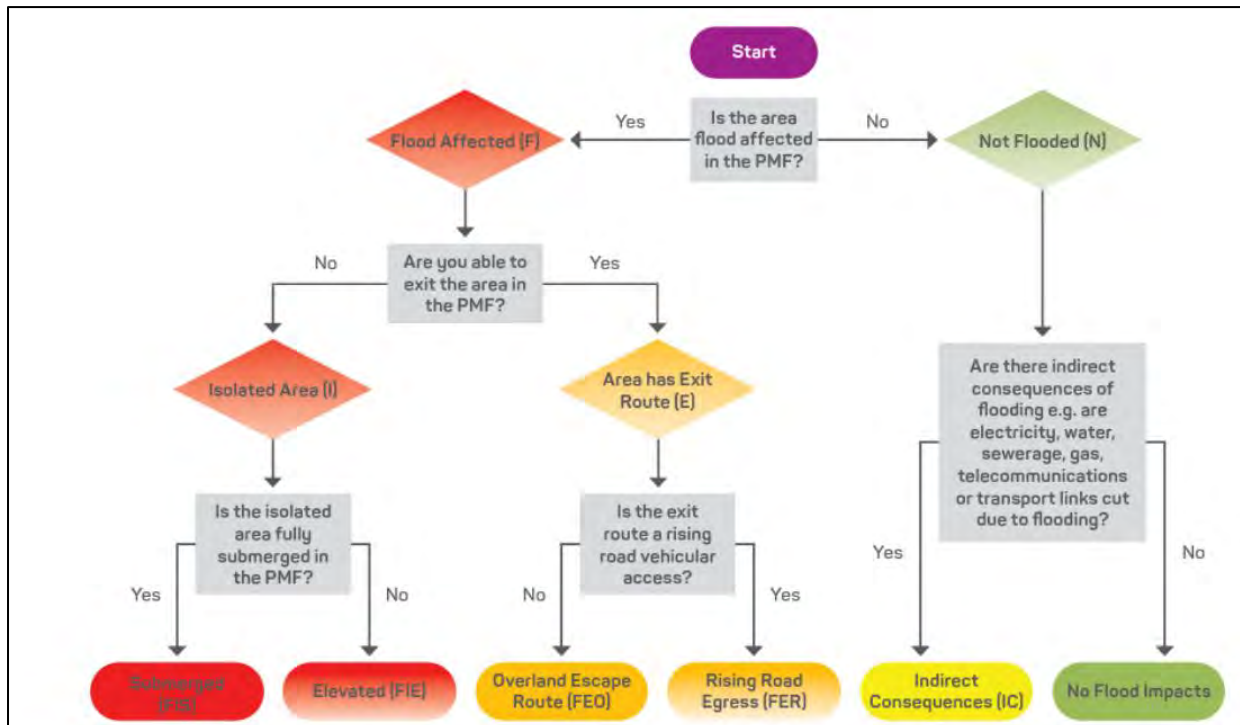 Start
Is the area
flood affected
in the PMF?
Yes
No
Flood Affected (F)
Not Flooded (N)
Are you able to
exit the area in
the PMF?
No
Yes
Isolated Area (I)
Area has Exit
Route (E)
Are there indirect
consequences of
flooding e.g. are
electricity, water,
sewerage, gas,
telecommunications
or transport links cut
due to flooding?
Is the isolated
area fully
submerged in
the PMF?
Is the exit
route a rising
road vehicular
access?
Yes
No
No
Yes
Yes
No
Submerged
(FIS)
Elevated (FIE)
Overland Escape
Route (FEO)
Rising Road
Egress (FER)
Indirect
Consequences (IC)
No Flood Impacts